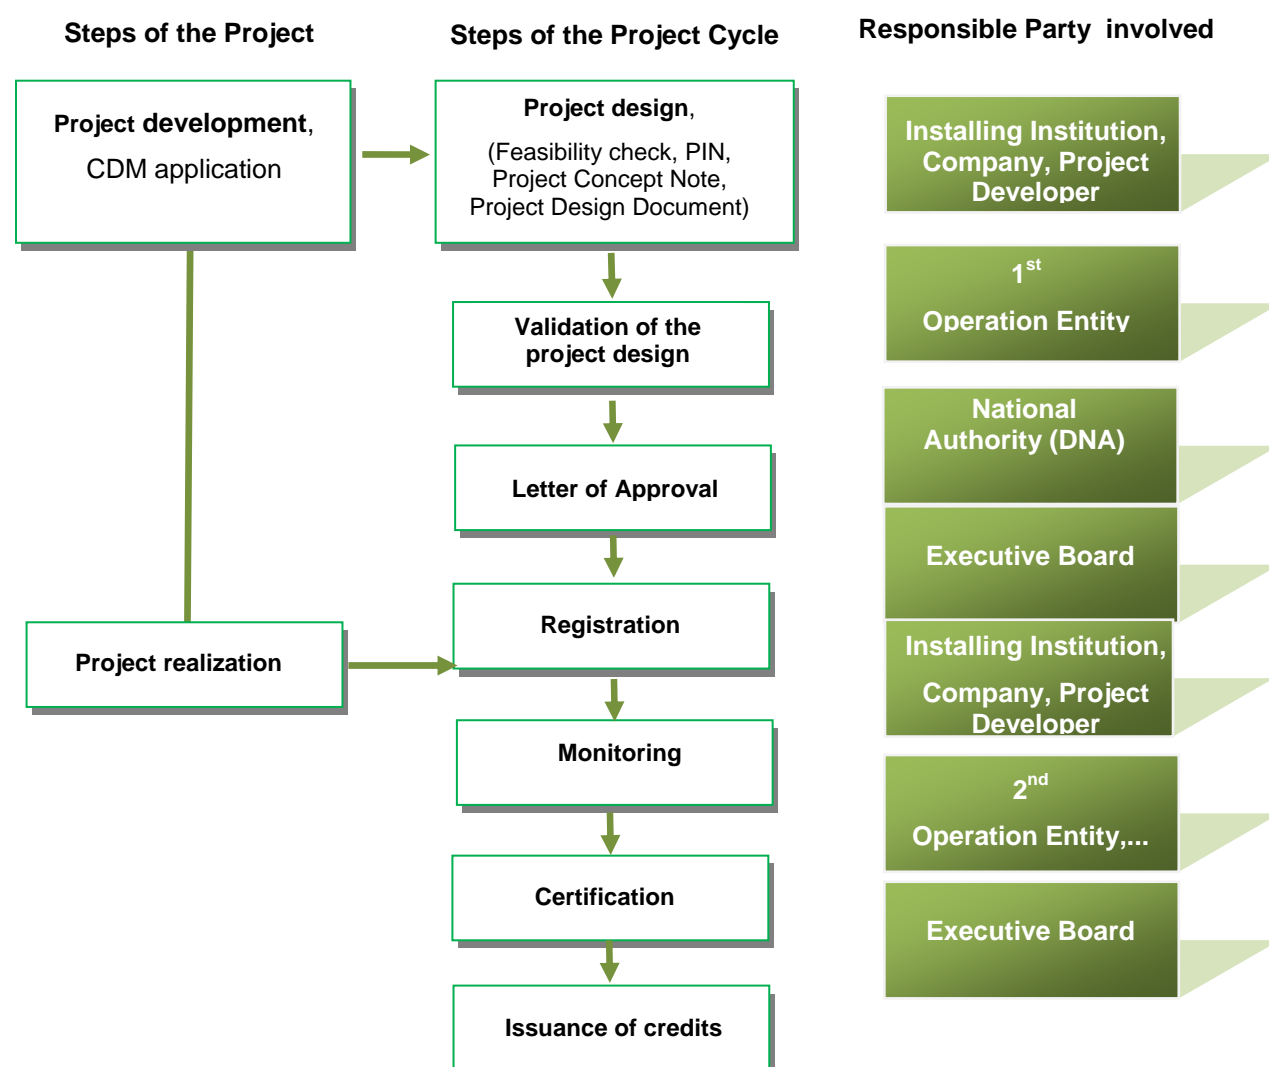 Steps of the Project
Steps of the Project Cycle
Responsible Party involved
Project development,
CDM application
Project design,
(Feasibility check, PIN,
Project Concept Note,
Project Design Document)
Installing Institution,
Company, Project
Developer
1st
Operation Entity
Validation of the
project design
National
Authority (DNA)
Letter of Approval
Executive Board
Registration
Project realization
Installing Institution,
Company, Project
Developer
Monitoring
2nd
Operation Entity,...
Certification
Executive Board
Issuance of credits